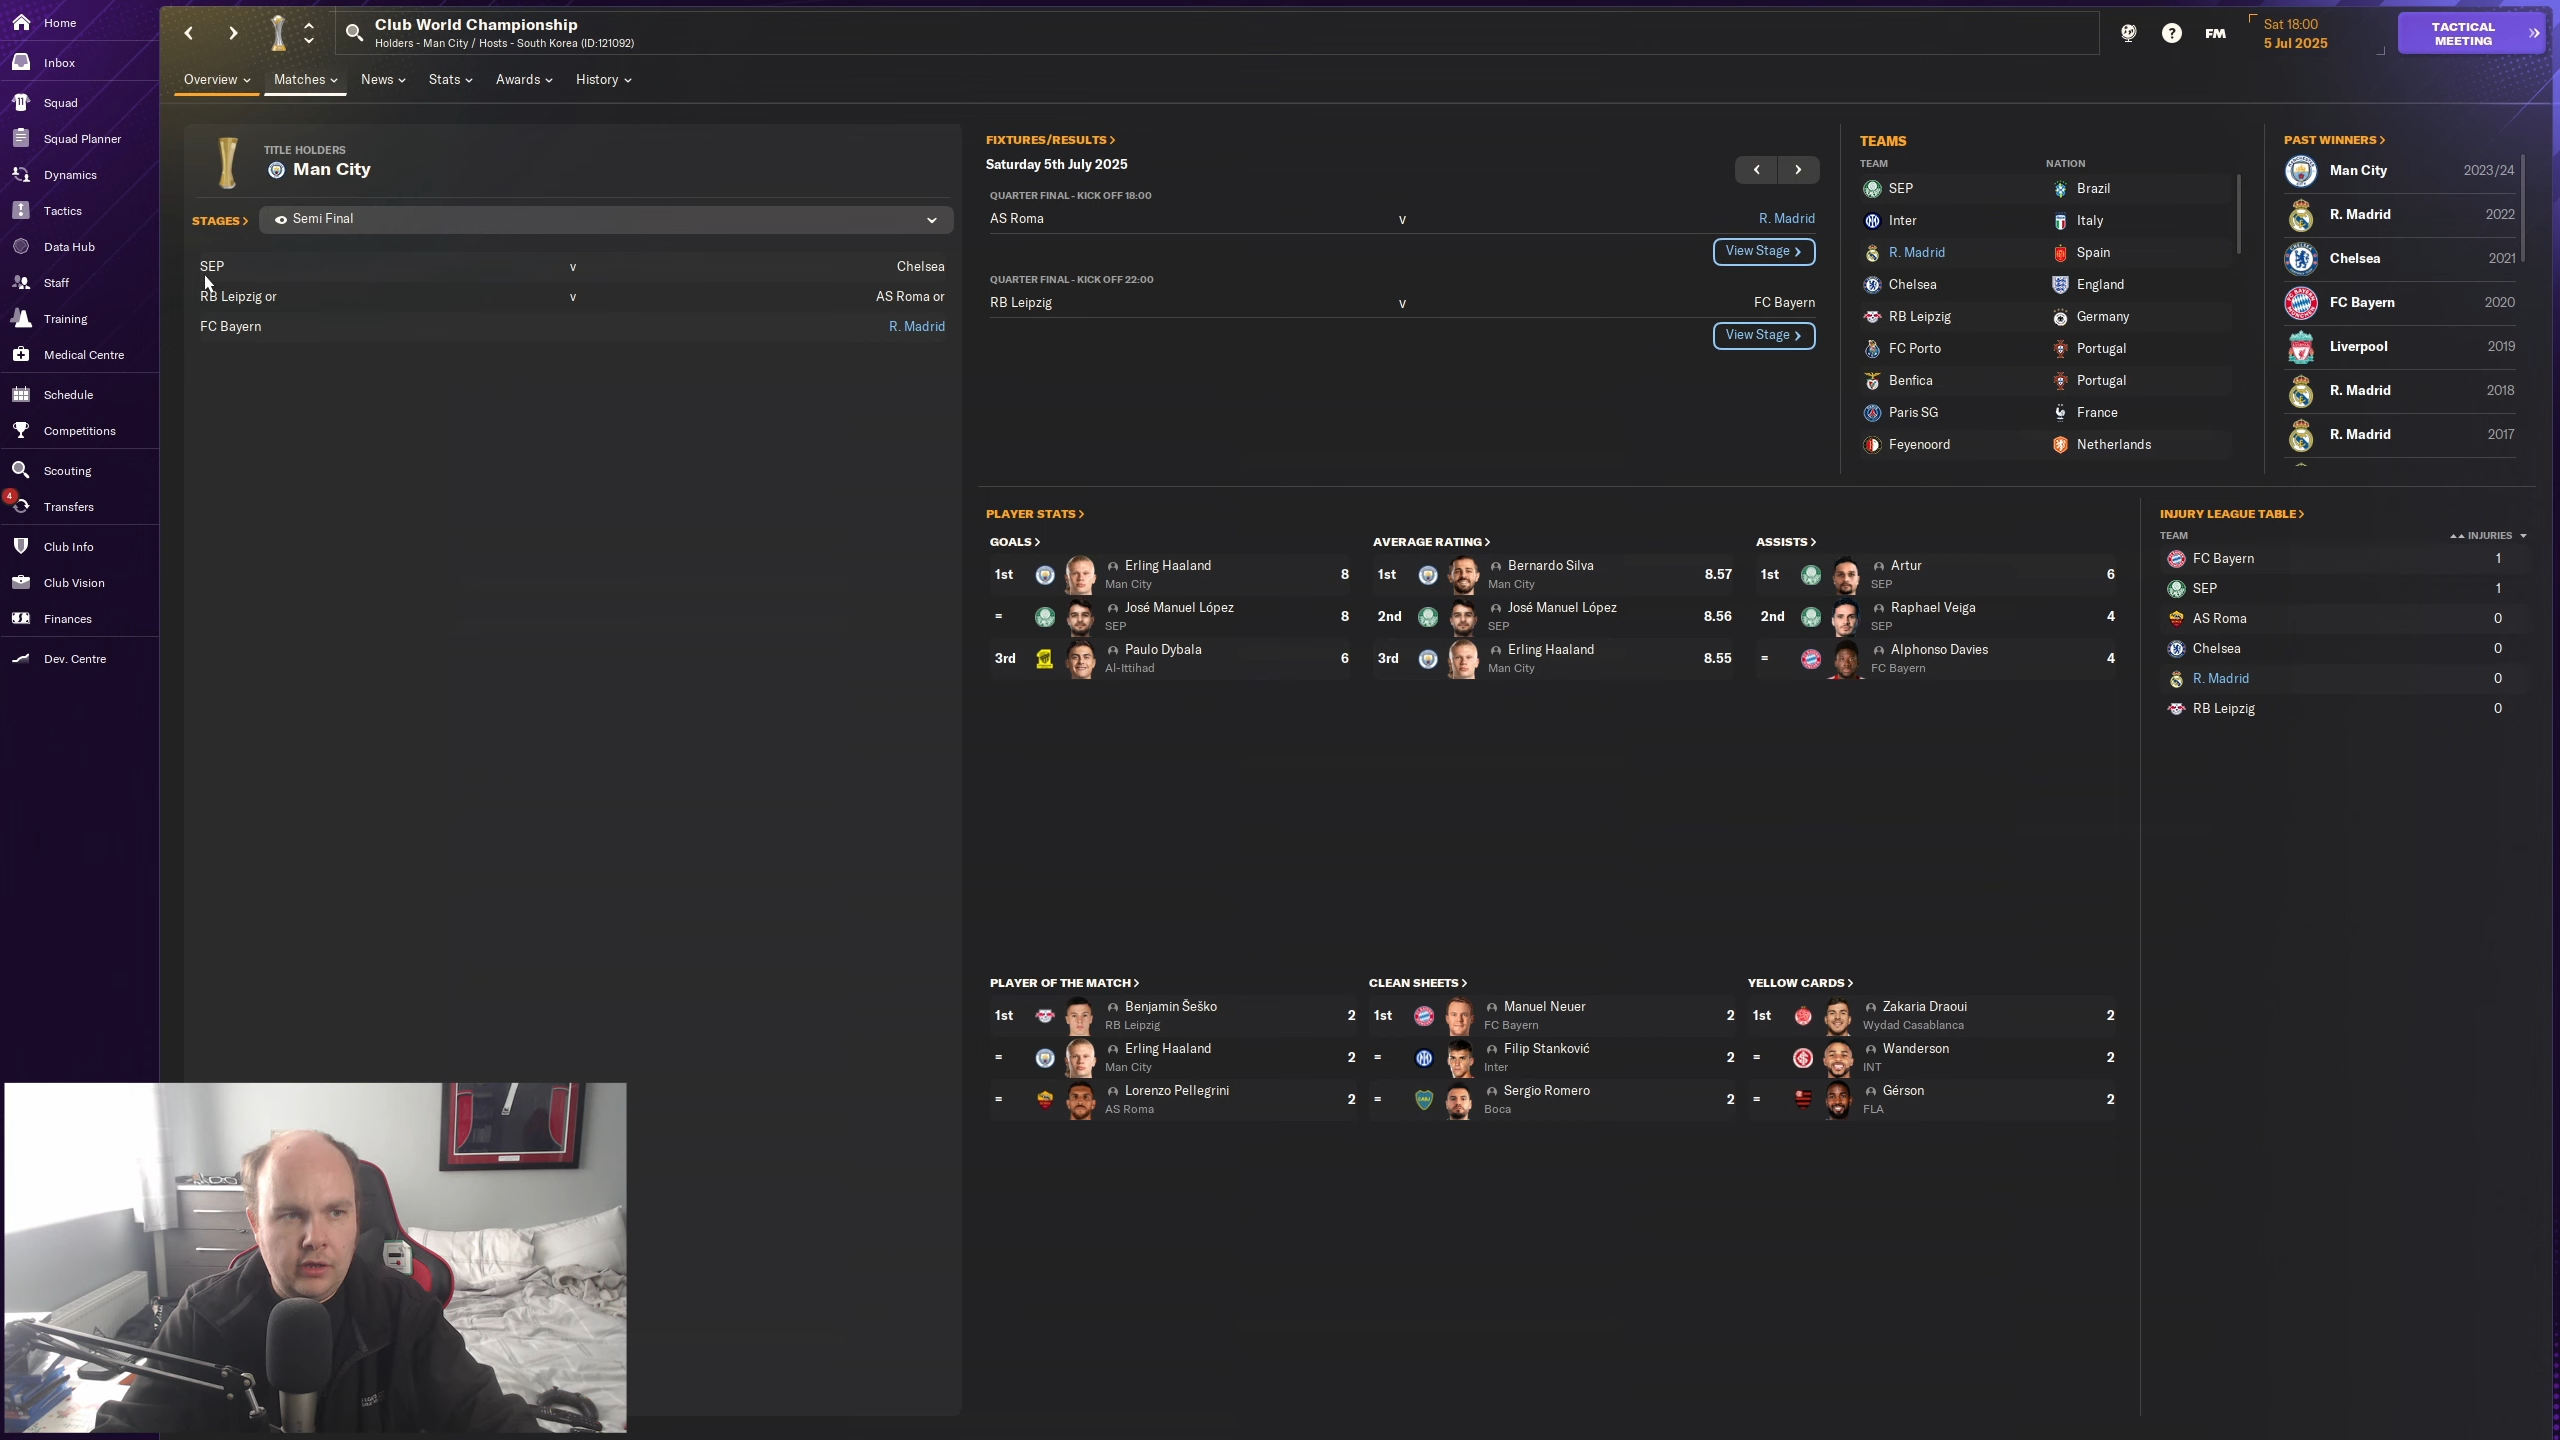 Home
Inbox
Squad
Squad Planner
Dynamics
Tactics
Data Hub
Staff
Training
Medical Centre
Schedule
Competitions
Scouting
4
Transfers
Club Info
Club Vision
Finances
Dev. Centre
Club World Championship
Holders - Man City / Hosts - South Korea (ID:121092)
FM
Sat 18:00
5 Jul 2025
TACTICAL
MEETING
Overview
Matches
News
Stats
Awards
History
TITLE HOLDERS
Man City
STAGES
Semi Final
SEP v Chelsea
RB Leipzig or v AS Roma or
FC Bayern R. Madrid
FIXTURES/RESULTS
Saturday 5th July 2025
QUARTER FINAL - KICK OFF 18:00
AS Roma v R. Madrid
View Stage
QUARTER FINAL - KICK OFF 22:00
RB Leipzig v FC Bayern
View Stage
TEAMS
TEAM NATION
SEP Brazil
Inter Italy
R. Madrid Spain
Chelsea England
RB Leipzig Germany
FC Porto Portugal
Benfica Portugal
Paris SG France
Feyenoord Netherlands
PAST WINNERS
Man City 2023/24
R. Madrid 2022
Chelsea 2021
FC Bayern 2020
Liverpool 2019
R. Madrid 2018
R. Madrid 2017
PLAYER STATS
GOALS
1st Erling Haaland 8
Man City
= José Manuel López 8
SEP
3rd Paulo Dybala 6
Al-Ittihad
AVERAGE RATING
1st Bernardo Silva 8.57
Man City
2nd José Manuel López 8.56
SEP
3rd Erling Haaland 8.55
Man City
ASSISTS
1st Artur 6
SEP
2nd Raphael Veiga 4
SEP
= Alphonso Davies 4
FC Bayern
INJURY LEAGUE TABLE
TEAM INJURIES
FC Bayern 1
SEP 1
AS Roma 0
Chelsea 0
R. Madrid 0
RB Leipzig 0
PLAYER OF THE MATCH
1st Benjamin Šeško 2
RB Leipzig
= Erling Haaland 2
Man City
= Lorenzo Pellegrini 2
AS Roma
CLEAN SHEETS
1st Manuel Neuer 2
FC Bayern
= Filip Stanković 2
Inter
= Sergio Romero 2
Boca
YELLOW CARDS
1st Zakaria Draoui 2
Wydad Casablanca
= Wanderson 2
INT
= Gérson 2
FLA